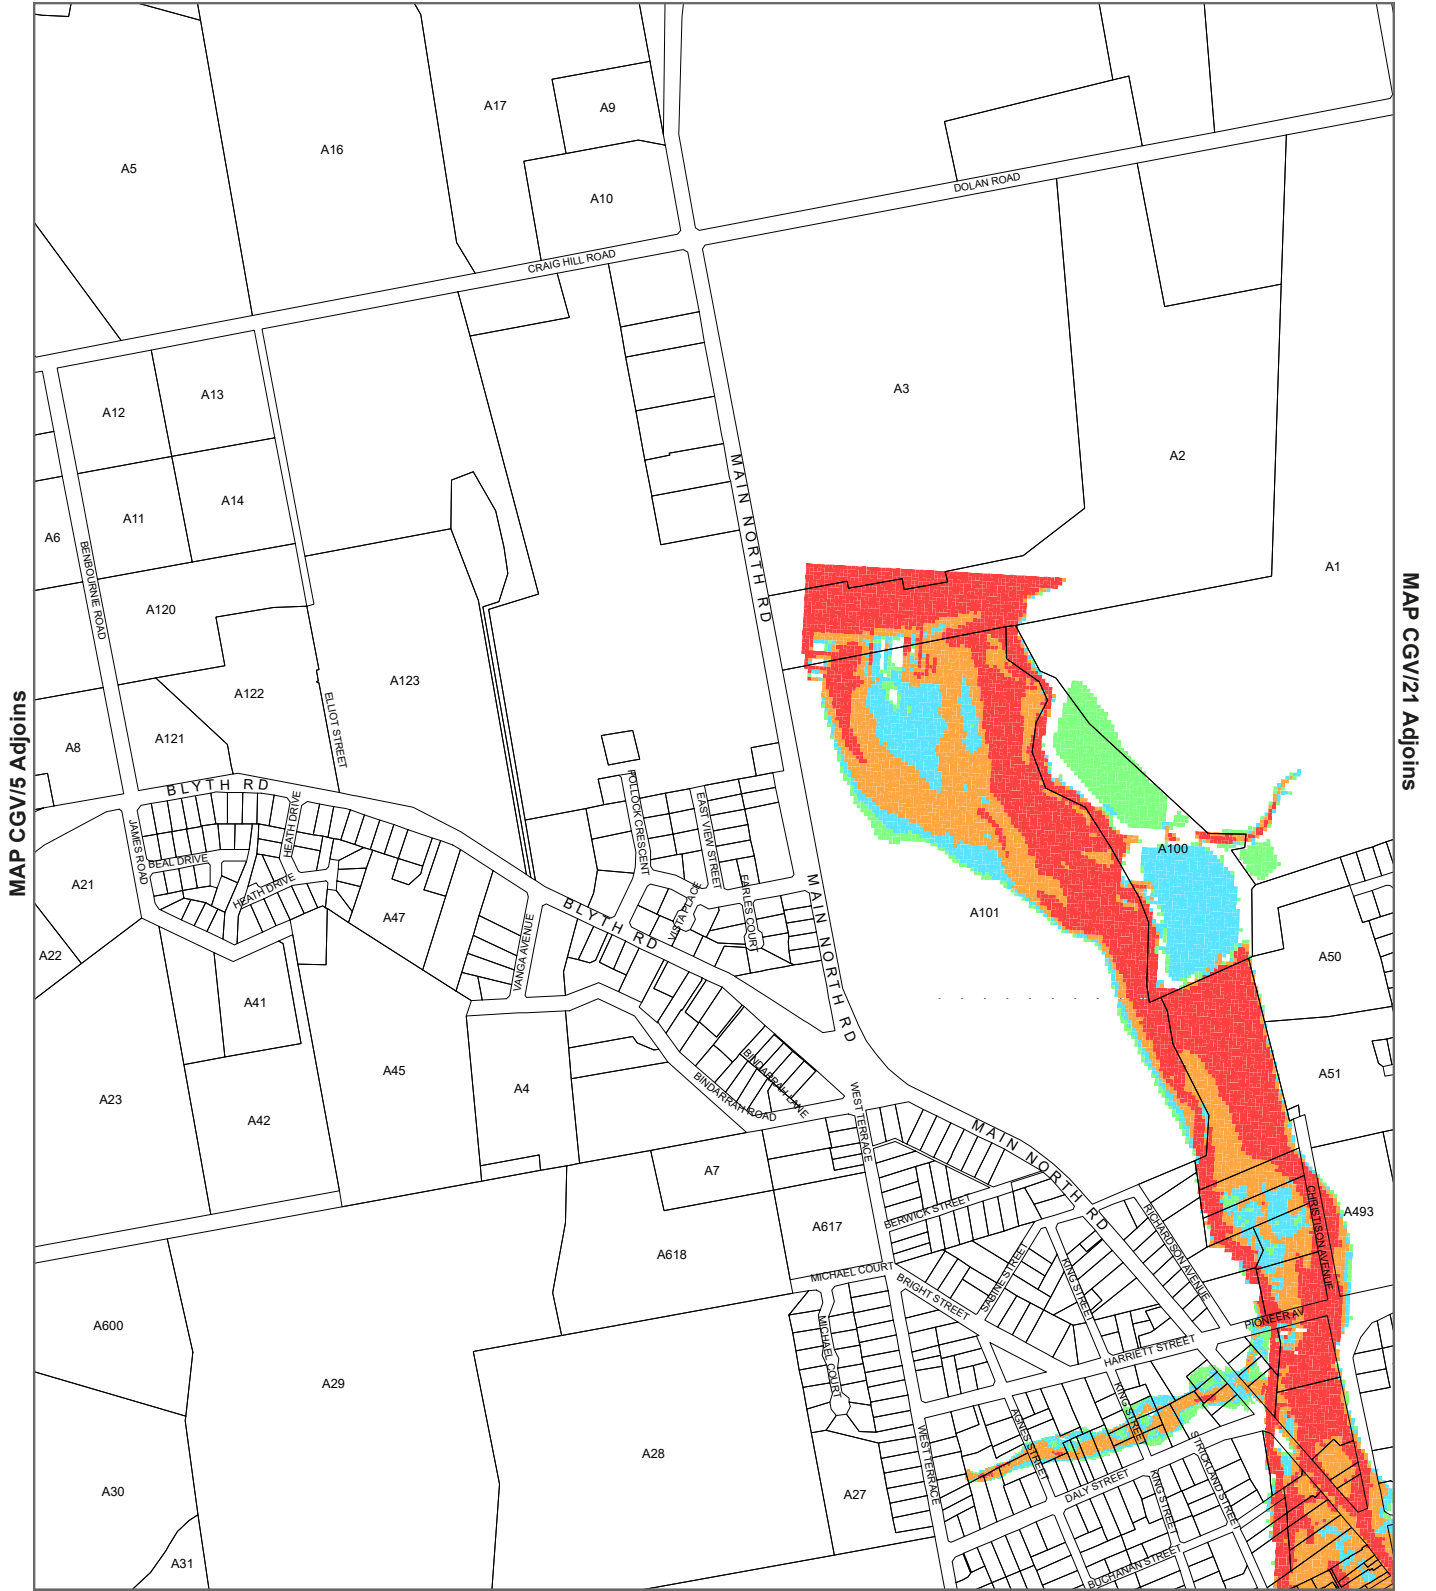 A5
A16
A17
A9
A10
DOLAN ROAD
CRAIG HILL ROAD
A12
A13
A3
A2
A11
A14
A6
BENBOURNIE ROAD
MAIN NORTH RD
A1
MAP CGV/5 Adjoins
MAP CGV/21 Adjoins
A120
A122
A123
ELLIOT STREET
A8
A121
BLYTH RD
JAMES ROAD
HEATH DRIVE
BEAL DRIVE
HEATH DRIVE
POLLOCK CRESCENT
EAST VIEW STREET
EARLES COURT
VISTA PLACE
A100
A21
A47
A101
A22
VANGA AVENUE
BLYTH RD
MAIN NORTH RD
A50
A41
A51
A23
A42
A45
A4
BINDARRAH LANE
BINDARRAH ROAD
WEST TERRACE
MAIN NORTH RD
A7
A617
BERWICK STREET
RICHARDSON AVENUE
CHRISTISON AVENUE
A493
A618
MICHAEL COURT
BRIGHT STREET
SABINE STREET
KING STREET
PIONEER AV
A600
MICHAEL COURT
HARRIETT STREET
A29
AGNES STREET
KING STREET
A28
WEST TERRACE
STRICKLAND STREET
A30
A27
DALY STREET
KING STREET
A31
BUCHANAN STREET